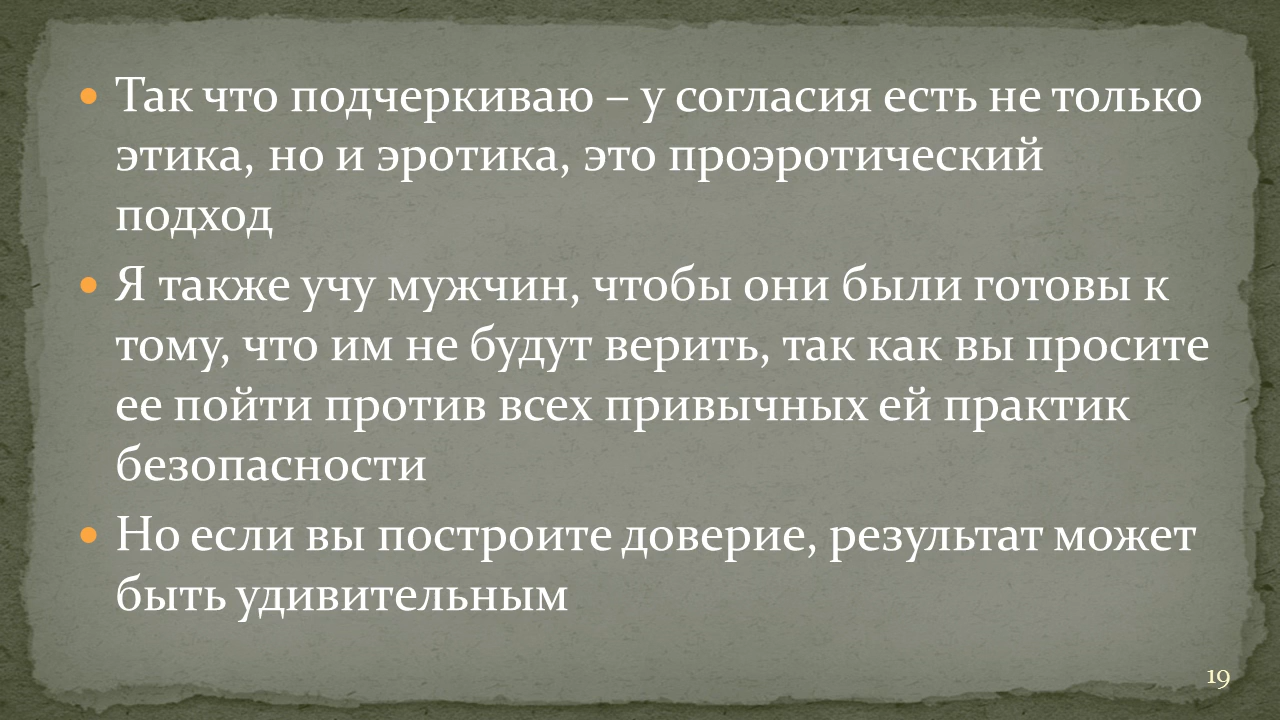 • Так что подчеркиваю – у согласия есть не только
этика, но и эротика, это проэротический
подход
• Я также учу мужчин, чтобы они были готовы к
тому, что им не будут верить, так как вы просите
ее пойти против всех привычных ей практик
безопасности
• Но если вы построите доверие, результат может
быть удивительным
19